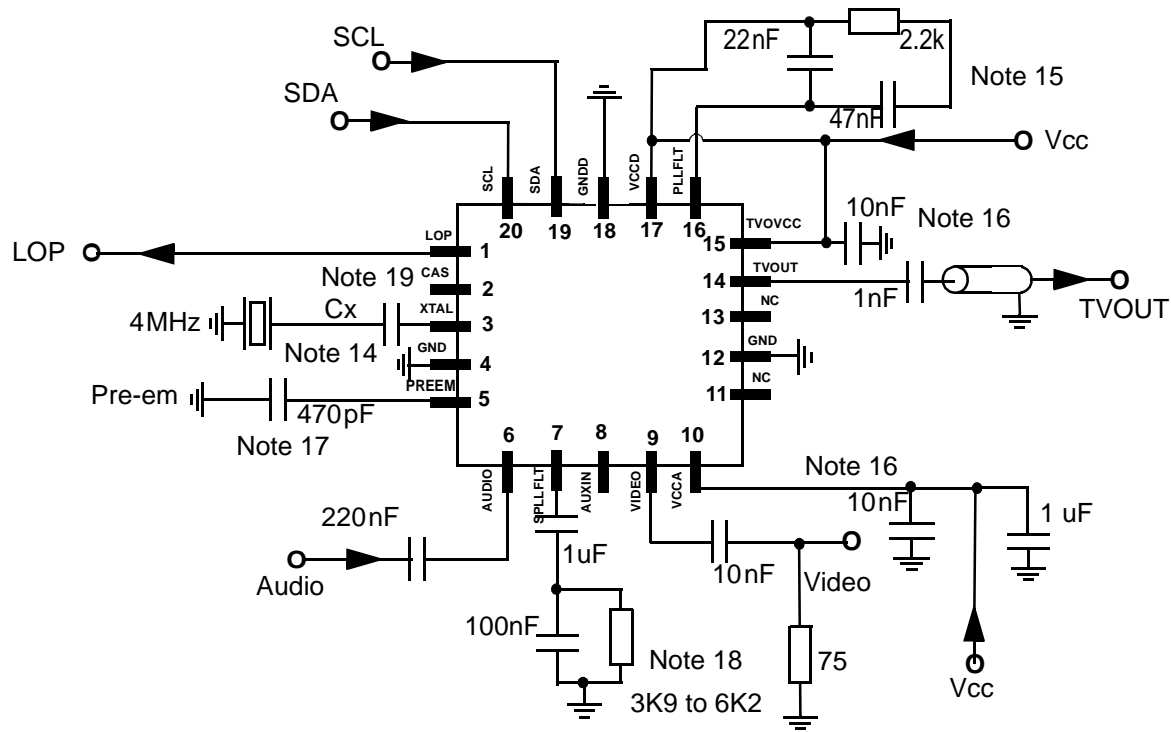 SCL
22nF
2.2k
Note 15
SDA
47nF
Vcc
SCL
SDA
GNDD
VCCD
PLLFLT
20
19
18
17
16
10nF
Note 16
LOP
LOP
1
15
TVOVCC
Note 19
CAS
2
14
TVOUT
1nF
TVOUT
4MHz
Cx
XTAL
3
13
NC
Note 14
GND
4
12
GND
Pre-em
470pF
PREEM
5
11
NC
Note 17
6
7
8
9
10
AUDIO
SPLLFLT
AUXIN
VIDEO
VCCA
Note 16
10nF
1 uF
220nF
Audio
1uF
10nF
Video
100nF
Note 18
3K9 to 6K2
75
Vcc